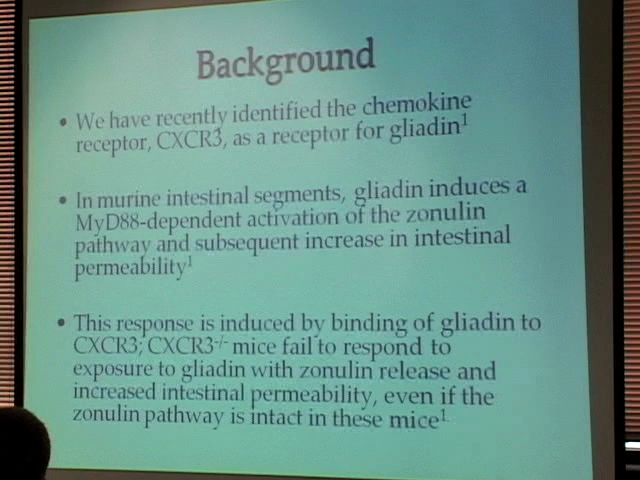 Background
• We have recently identified the chemokine
receptor, CXCR3, as a receptor for gliadin¹
• In murine intestinal segments, gliadin induces a
MyD88-dependent activation of the zonulin
pathway and subsequent increase in intestinal
permeability¹
• This response is induced by binding of gliadin to
CXCR3; CXCR3⁻/⁻ mice fail to respond to
exposure to gliadin with zonulin release and
increased intestinal permeability, even if the
zonulin pathway is intact in these mice¹